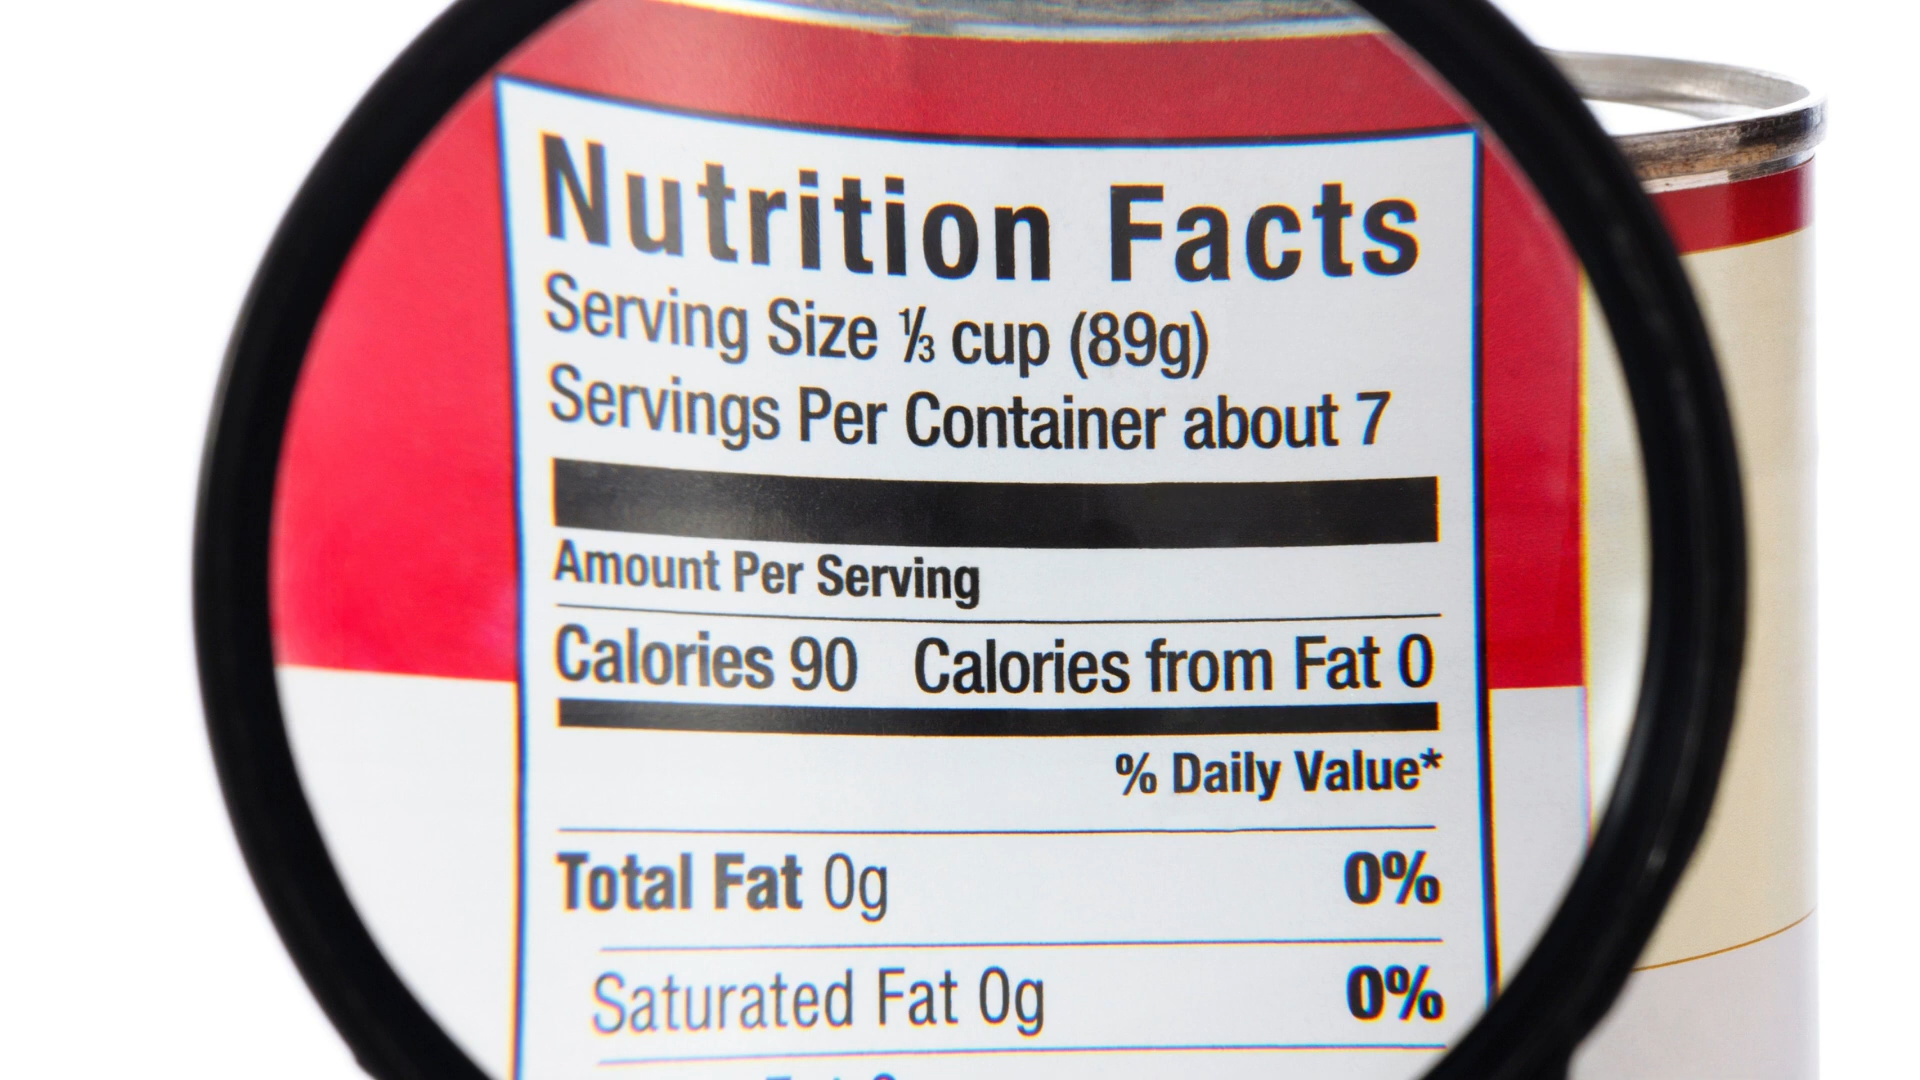 Nutrition Facts
Serving Size ⅓ cup (89g)
Servings Per Container about 7
Amount Per Serving
Calories 90 Calories from Fat 0
% Daily Value*
Total Fat 0g 0%
Saturated Fat 0g 0%